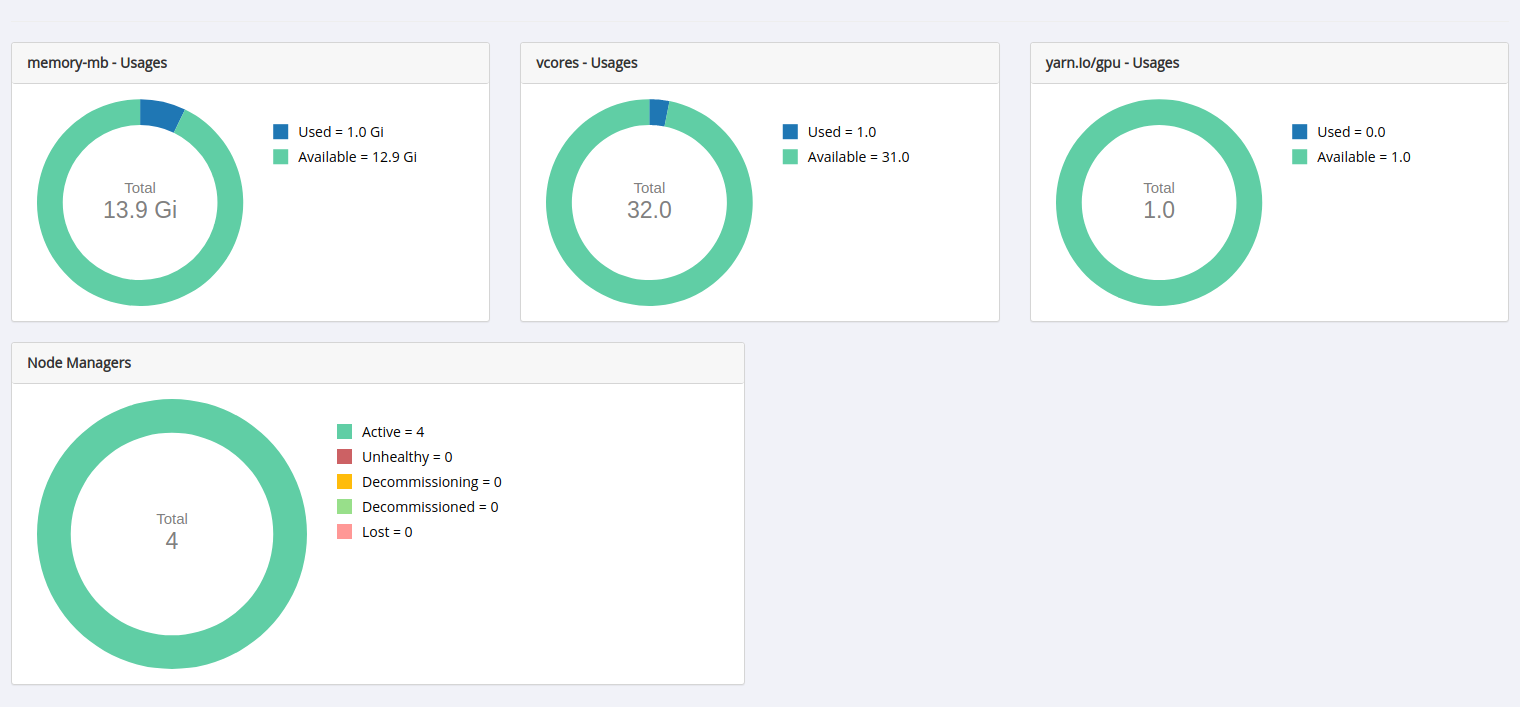 memory-mb - Usages
Used = 1.0 Gi
Available = 12.9 Gi
Total
13.9 Gi
vcores - Usages
Used = 1.0
Available = 31.0
Total
32.0
yarn.Io/gpu - Usages
Used = 0.0
Available = 1.0
Total
1.0
Node Managers
Active = 4
Unhealthy = 0
Decommissioning = 0
Decommissioned = 0
Lost = 0
Total
4